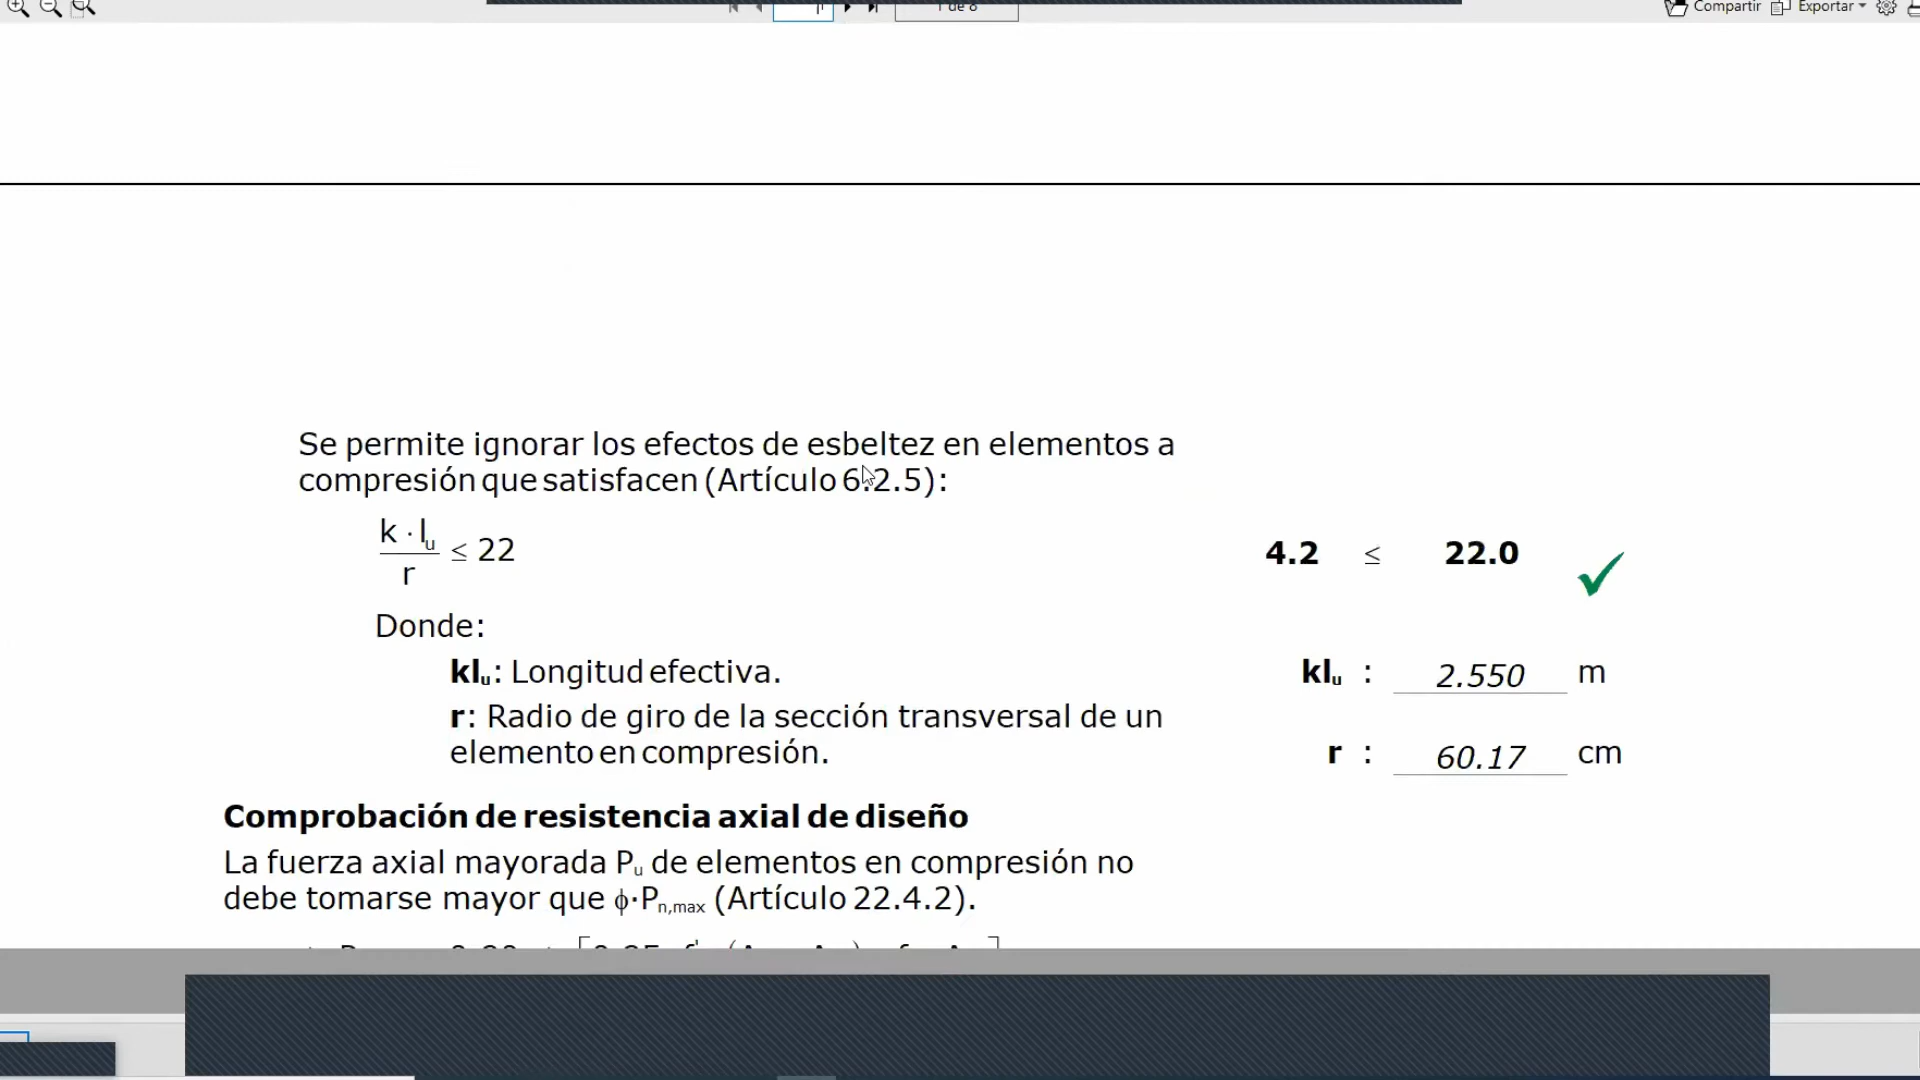 1 de 8
Compartir
Exportar
Se permite ignorar los efectos de esbeltez en elementos a
compresión que satisfacen (Artículo 6.2.5):
k · lu / r ≤ 22
4.2 ≤ 22.0
Donde:
klu: Longitud efectiva.
klu : 2.550 m
r: Radio de giro de la sección transversal de un
elemento en compresión.
r : 60.17 cm
Comprobación de resistencia axial de diseño
La fuerza axial mayorada Pu de elementos en compresión no
debe tomarse mayor que ϕ·Pn,max (Artículo 22.4.2).